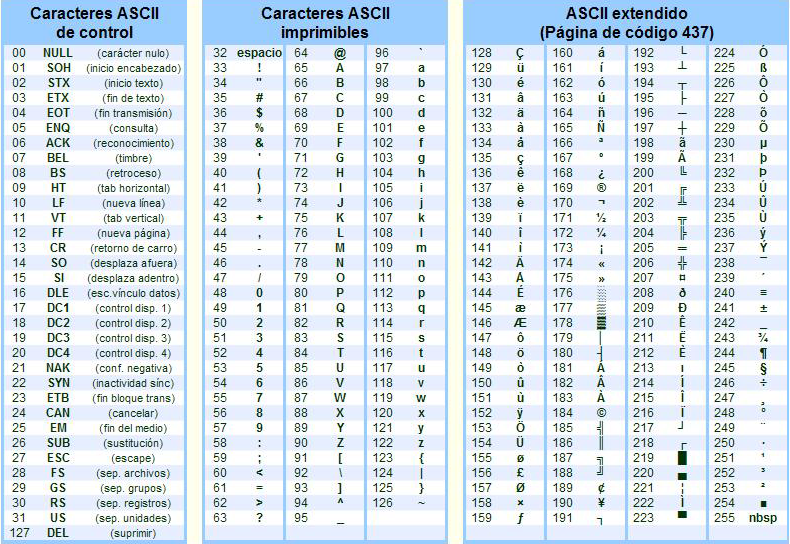 Caracteres ASCII
de control
00 NULL (carácter nulo)
01 SOH (inicio encabezado)
02 STX (inicio texto)
03 ETX (fin de texto)
04 EOT (fin transmisión)
05 ENQ (consulta)
06 ACK (reconocimiento)
07 BEL (timbre)
08 BS (retroceso)
09 HT (tab horizontal)
10 LF (nueva línea)
11 VT (tab vertical)
12 FF (nueva página)
13 CR (retorno de carro)
14 SO (desplaza afuera)
15 SI (desplaza adentro)
16 DLE (esc.vínculo datos)
17 DC1 (control disp. 1)
18 DC2 (control disp. 2)
19 DC3 (control disp. 3)
20 DC4 (control disp. 4)
21 NAK (conf. negativa)
22 SYN (inactividad sínc)
23 ETB (fin bloque trans)
24 CAN (cancelar)
25 EM (fin del medio)
26 SUB (sustitución)
27 ESC (escape)
28 FS (sep. archivos)
29 GS (sep. grupos)
30 RS (sep. registros)
31 US (sep. unidades)
127 DEL (suprimir)
Caracteres ASCII
imprimibles
32 espacio 64 @ 96 `
33 ! 65 A 97 a
34 " 66 B 98 b
35 # 67 C 99 c
36 $ 68 D 100 d
37 % 69 E 101 e
38 & 70 F 102 f
39 ' 71 G 103 g
40 ( 72 H 104 h
41 ) 73 I 105 i
42 * 74 J 106 j
43 + 75 K 107 k
44 , 76 L 108 l
45 - 77 M 109 m
46 . 78 N 110 n
47 / 79 O 111 o
48 0 80 P 112 p
49 1 81 Q 113 q
50 2 82 R 114 r
51 3 83 S 115 s
52 4 84 T 116 t
53 5 85 U 117 u
54 6 86 V 118 v
55 7 87 W 119 w
56 8 88 X 120 x
57 9 89 Y 121 y
58 : 90 Z 122 z
59 ; 91 [ 123 {
60 < 92 \ 124 |
61 = 93 ] 125 }
62 > 94 ^ 126 ~
63 ? 95 _
ASCII extendido
(Página de código 437)
128 Ç 160 á 192 └ 224 Ó
129 ü 161 í 193 ┴ 225 ß
130 é 162 ó 194 ┬ 226 Ô
131 â 163 ú 195 ├ 227 Ò
132 ä 164 ñ 196 ─ 228 õ
133 à 165 Ñ 197 ┼ 229 Õ
134 å 166 ª 198 ã 230 µ
135 ç 167 º 199 Ã 231 þ
136 ê 168 ¿ 200 ╚ 232 Þ
137 ë 169 ® 201 ╔ 233 Ú
138 è 170 ¬ 202 ╩ 234 Û
139 ï 171 ½ 203 ╦ 235 Ù
140 î 172 ¼ 204 ╠ 236 ý
141 ì 173 ¡ 205 ═ 237 Ý
142 Ä 174 « 206 ╬ 238 ¯
143 Å 175 » 207 ¤ 239 ´
144 É 176 ░ 208 ð 240 ≡
145 æ 177 ▒ 209 Ð 241 ±
146 Æ 178 ▓ 210 Ê 242 _
147 ô 179 │ 211 Ë 243 ¾
148 ö 180 ┤ 212 È 244 ¶
149 ò 181 Á 213 ı 245 §
150 û 182 Â 214 Í 246 ÷
151 ù 183 À 215 Î 247 ¸
152 ÿ 184 © 216 Ï 248 °
153 Ö 185 ╣ 217 ┘ 249 ¨
154 Ü 186 ║ 218 ┌ 250 ·
155 ø 187 ╗ 219 █ 251 ¹
156 £ 188 ╝ 220 ▄ 252 ³
157 Ø 189 ¢ 221 ¦ 253 ²
158 × 190 ¥ 222 Ì 254 ■
159 ƒ 191 ┐ 223 ▀ 255 nbsp